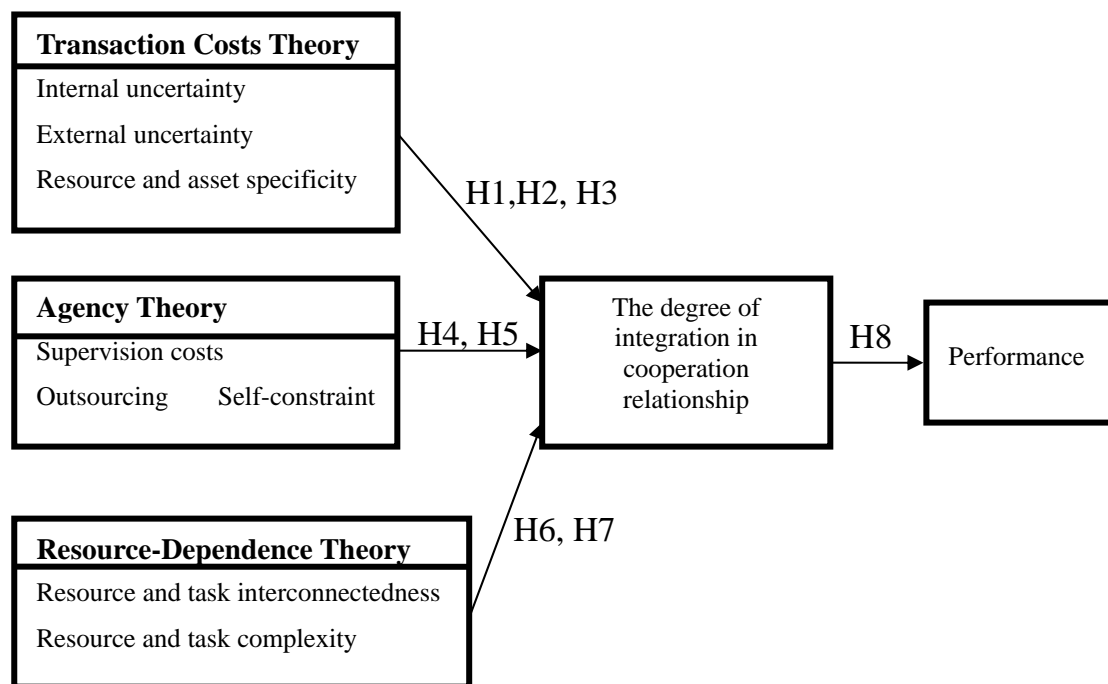 Transaction Costs Theory
Internal uncertainty
External uncertainty
Resource and asset specificity
H1,H2, H3
Agency Theory
Supervision costs
Outsourcing Self-constraint
H4, H5
The degree of
integration in
cooperation
relationship
H8
Performance
H6, H7
Resource-Dependence Theory
Resource and task interconnectedness
Resource and task complexity